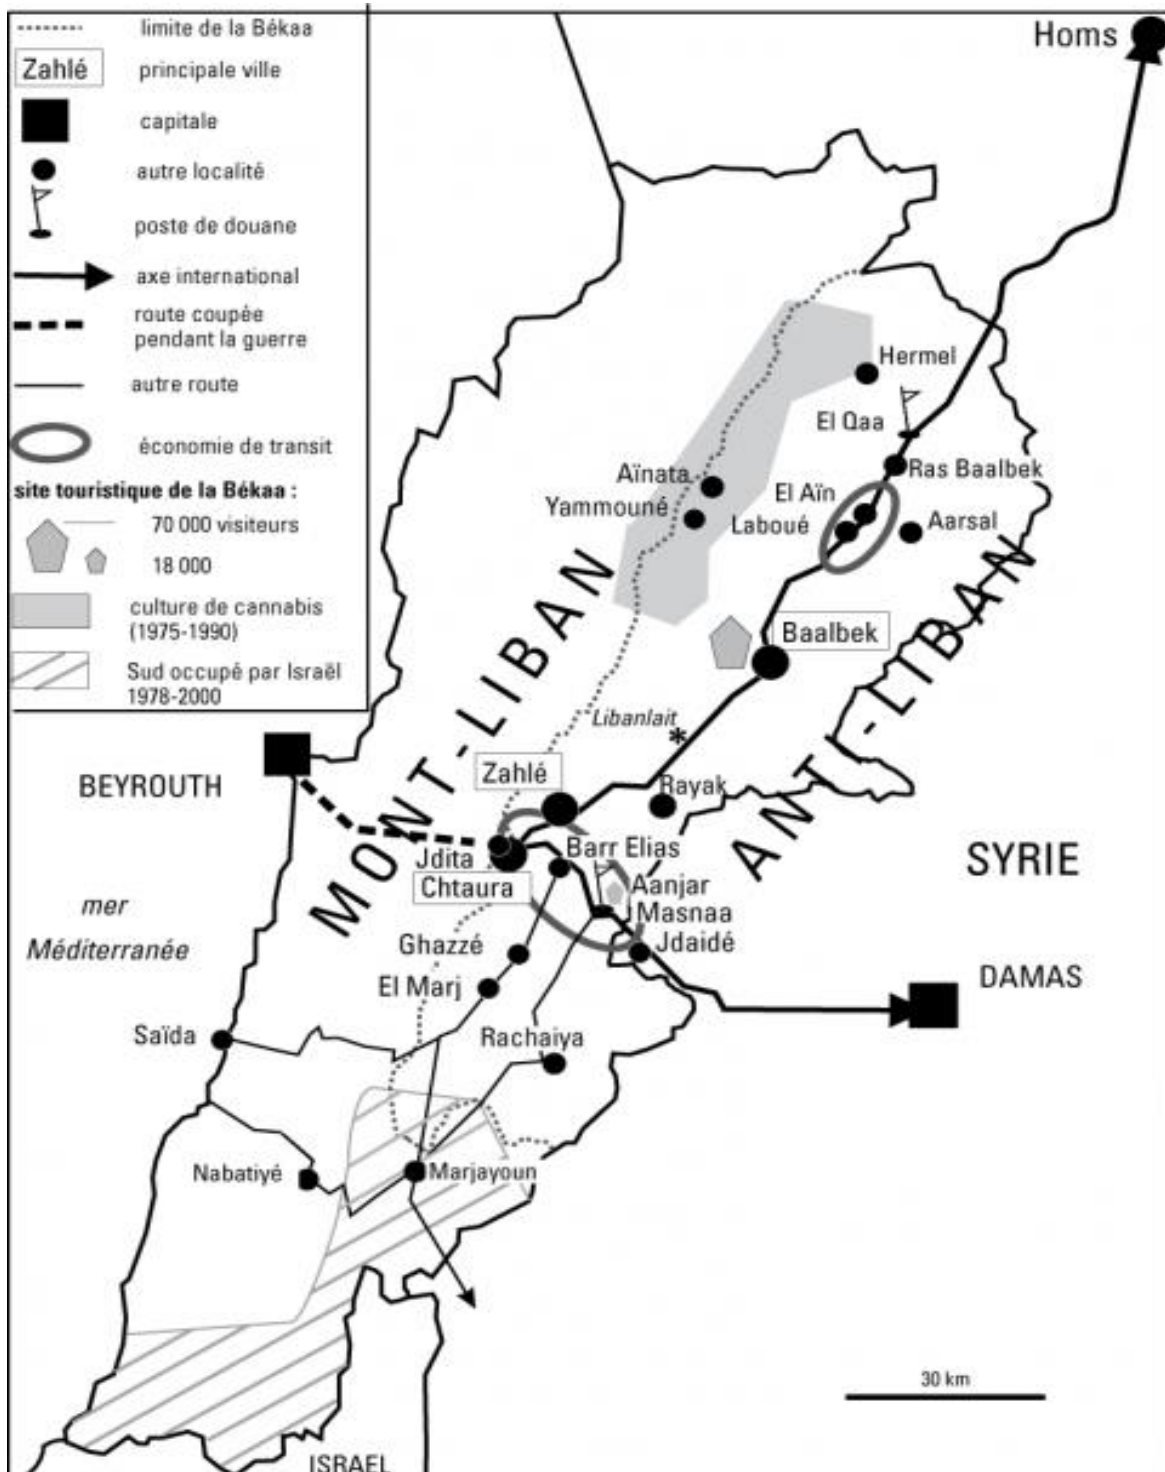 limite de la Békaa
Zahlé
principale ville
capitale
autre localité
poste de douane
axe international
route coupée
pendant la guerre
autre route
économie de transit
site touristique de la Békaa :
70 000 visiteurs
18 000
culture de cannabis
(1975-1990)
Sud occupé par Israël
1978-2000
Homs
Hermel
El Qaa
Ras Baalbek
Aïnata
El Aïn
Yammouné
Laboué
Aarsal
MONT-LIBAN
ANTI-LIBAN
Baalbek
Libanlait
*
BEYROUTH
Zahlé
Rayak
Jdita
Barr Elias
Chtaura
Aanjar
Masnaa
SYRIE
mer
Méditerranée
Ghazzé
Jdaidé
El Marj
DAMAS
Saïda
Rachaiya
Nabatiyé
Marjayoun
30 km
ISRAEL